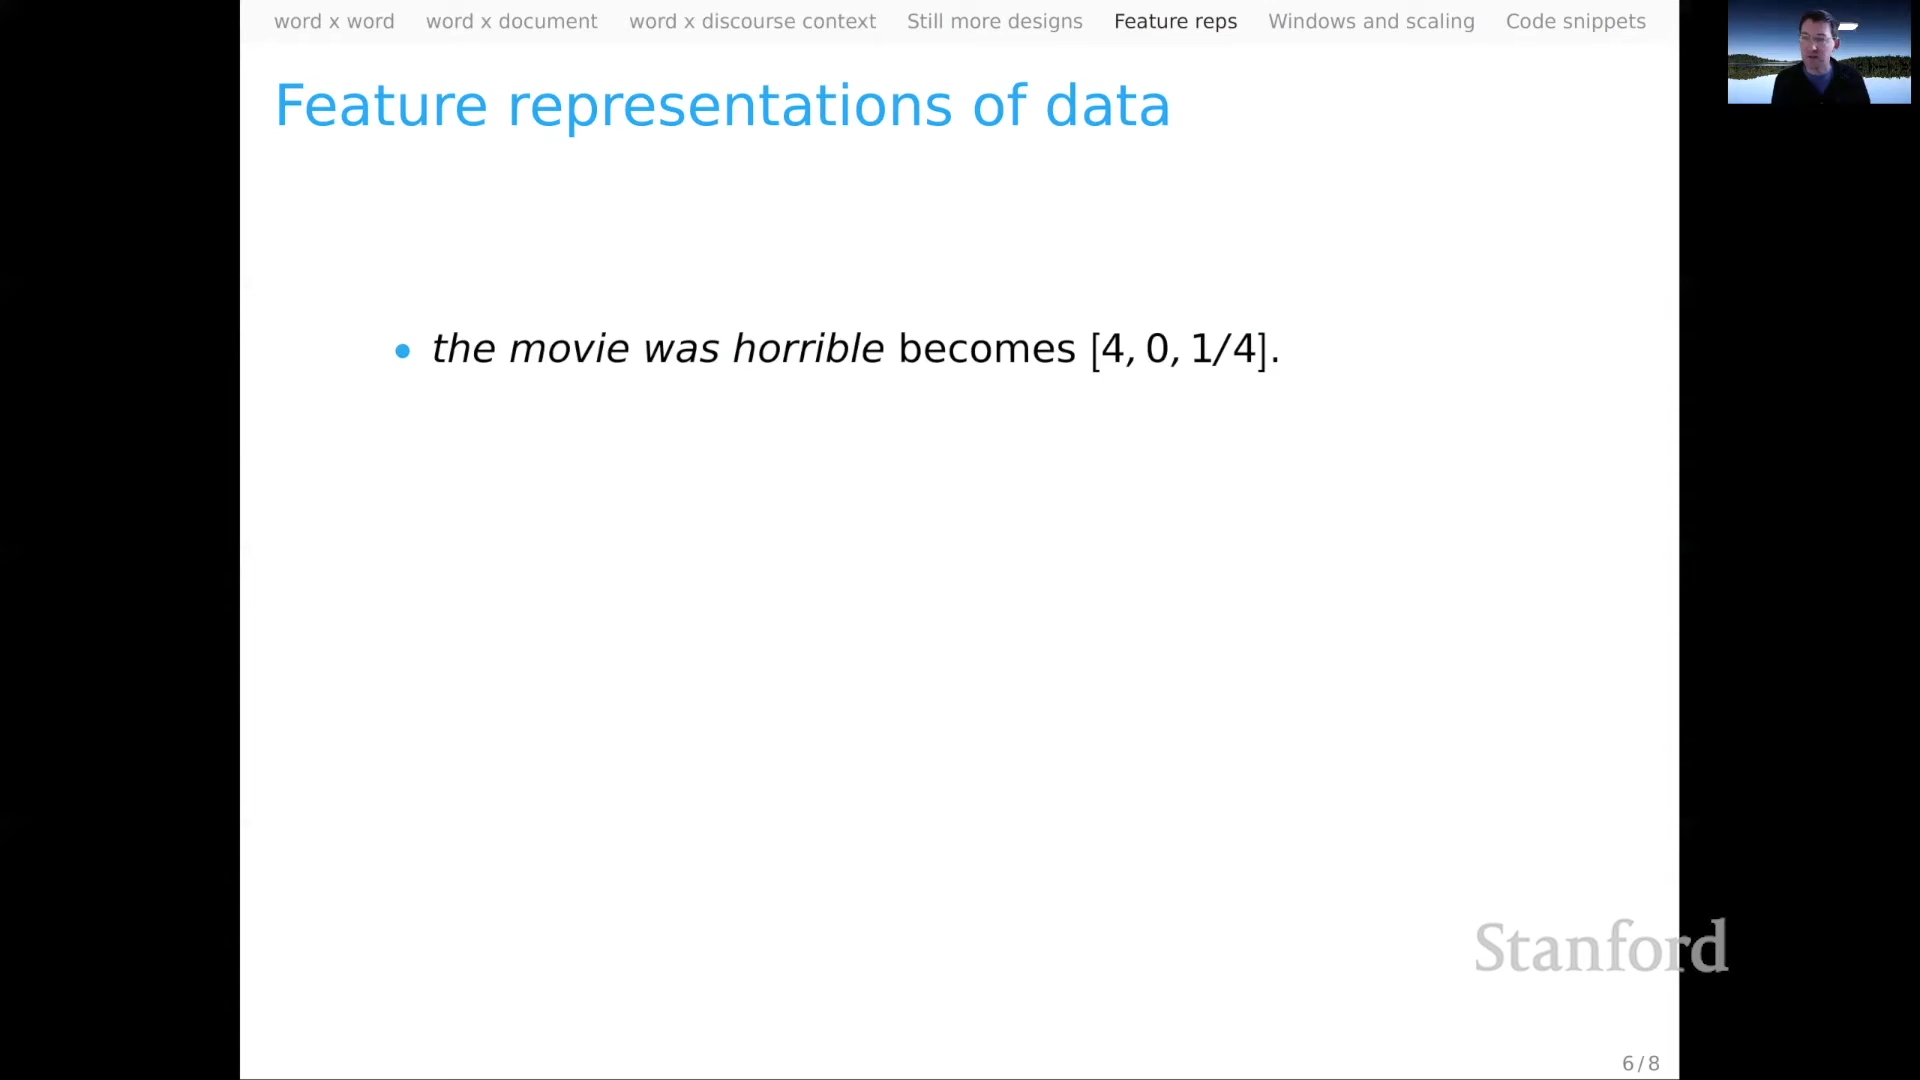 word x word word x document word x discourse context Still more designs Feature reps Windows and scaling Code snippets
Feature representations of data
• the movie was horrible becomes [4, 0, 1/4].
Stanford
6 / 8